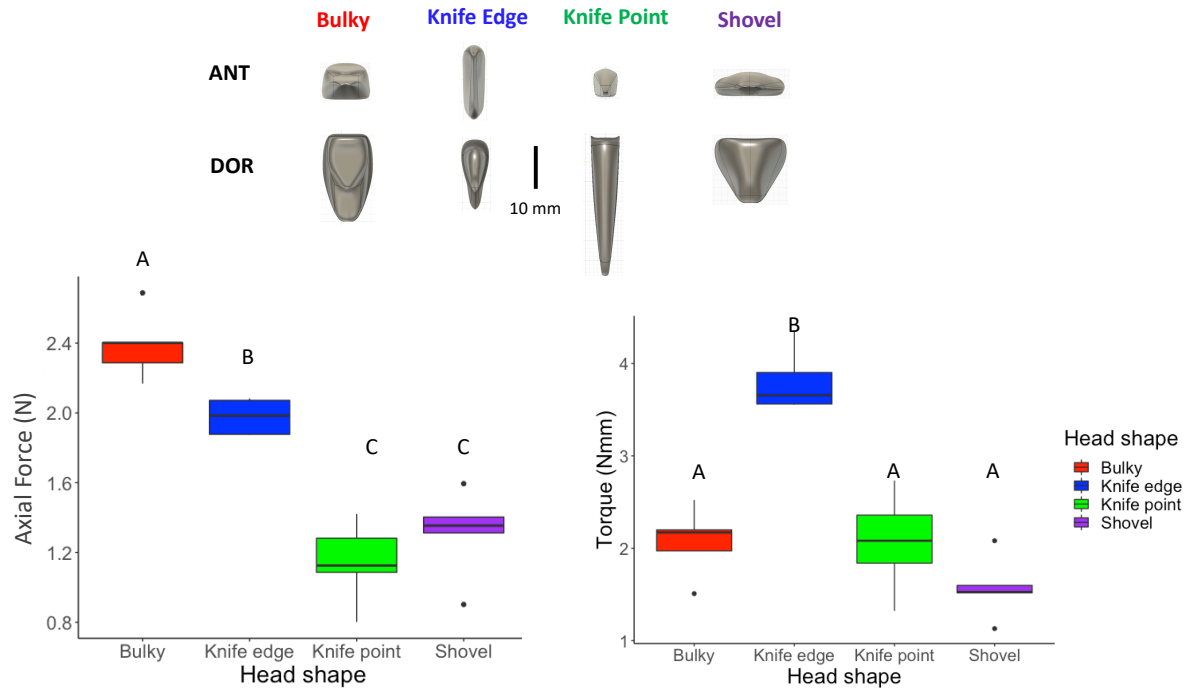 Bulky
Knife Edge
Knife Point
Shovel
ANT
DOR
10 mm
A
B
C
C
2.4
2.0
1.6
1.2
0.8
Axial Force (N)
Bulky
Knife edge
Knife point
Shovel
Head shape
B
A
A
A
4
3
2
1
Torque (Nmm)
Bulky
Knife edge
Knife point
Shovel
Head shape
Head shape
Bulky
Knife edge
Knife point
Shovel